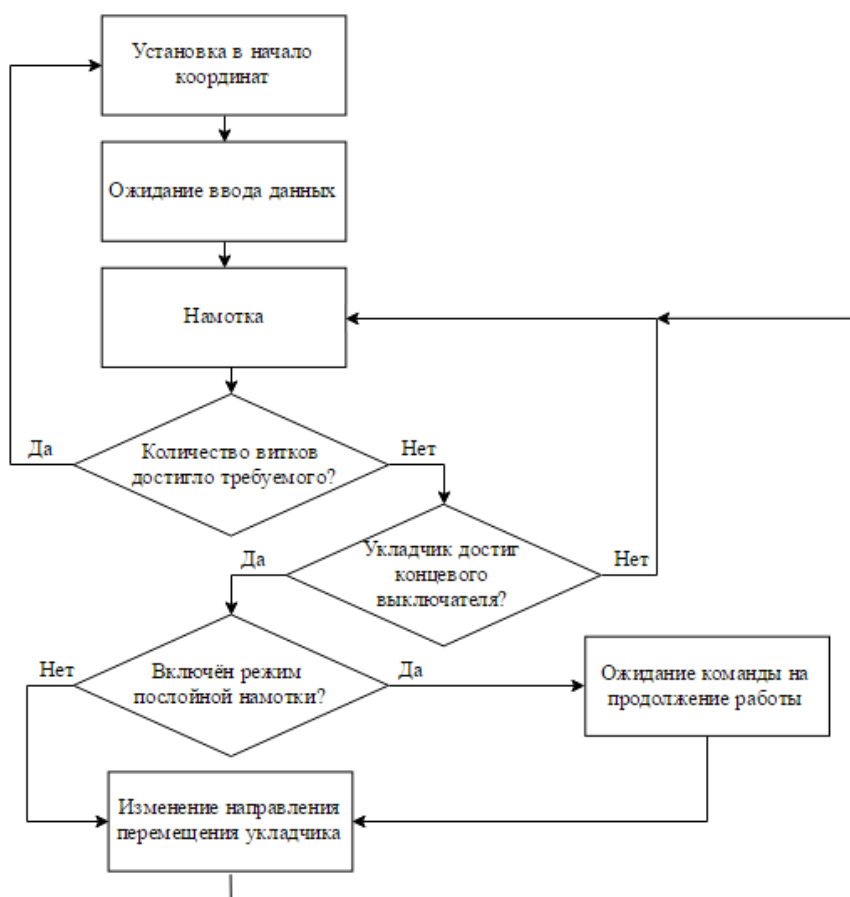 Установка в начало
координат
Ожидание ввода данных
Намотка
Да
Количество витков
достигло требуемого?
Нет
Да
Укладчик достиг
концевого
выключателя?
Нет
Нет
Включён режим
послойной намотки?
Да
Ожидание команды на
продолжение работы
Изменение направления
перемещения укладчика